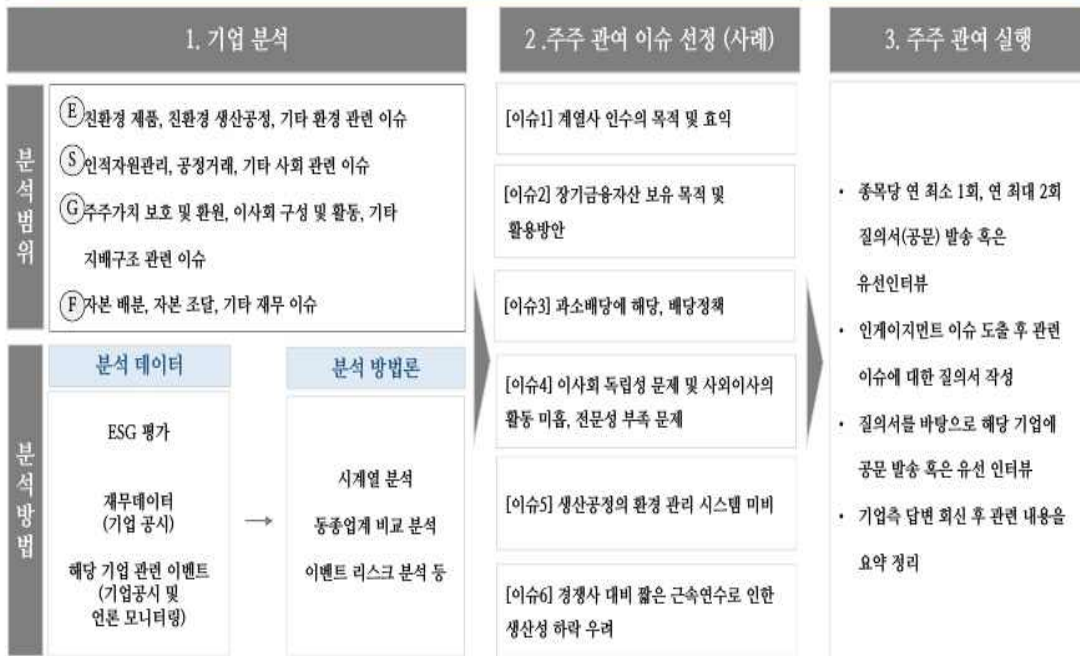 1. 기업 분석
2 .주주 관여 이슈 선정 (사례)
3. 주주 관여 실행
분석범위
E 친환경 제품, 친환경 생산공정, 기타 환경 관련 이슈
S 인적자원관리, 공정거래, 기타 사회 관련 이슈
G 주주가치 보호 및 환원, 이사회 구성 및 활동, 기타
지배구조 관련 이슈
F 자본 배분, 자본 조달, 기타 재무 이슈
분석방법
분석 데이터
ESG 평가
재무데이터
(기업 공시)
해당 기업 관련 이벤트
(기업공시 및
언론 모니터링)
→
분석 방법론
시계열 분석
동종업계 비교 분석
이벤트 리스크 분석 등
[이슈1] 계열사 인수의 목적 및 효익
[이슈2] 장기금융자산 보유 목적 및
활용방안
[이슈3] 과소배당에 해당, 배당정책
[이슈4] 이사회 독립성 문제 및 사외이사의
활동 미흡, 전문성 부족 문제
[이슈5] 생산공정의 환경 관리 시스템 미비
[이슈6] 경쟁사 대비 짧은 근속연수로 인한
생산성 하락 우려
• 종목당 연 최소 1회, 연 최대 2회
질의서(공문) 발송 혹은
유선인터뷰
• 인게이지먼트 이슈 도출 후 관련
이슈에 대한 질의서 작성
• 질의서를 바탕으로 해당 기업에
공문 발송 혹은 유선 인터뷰
• 기업측 답변 회신 후 관련 내용을
요약 정리